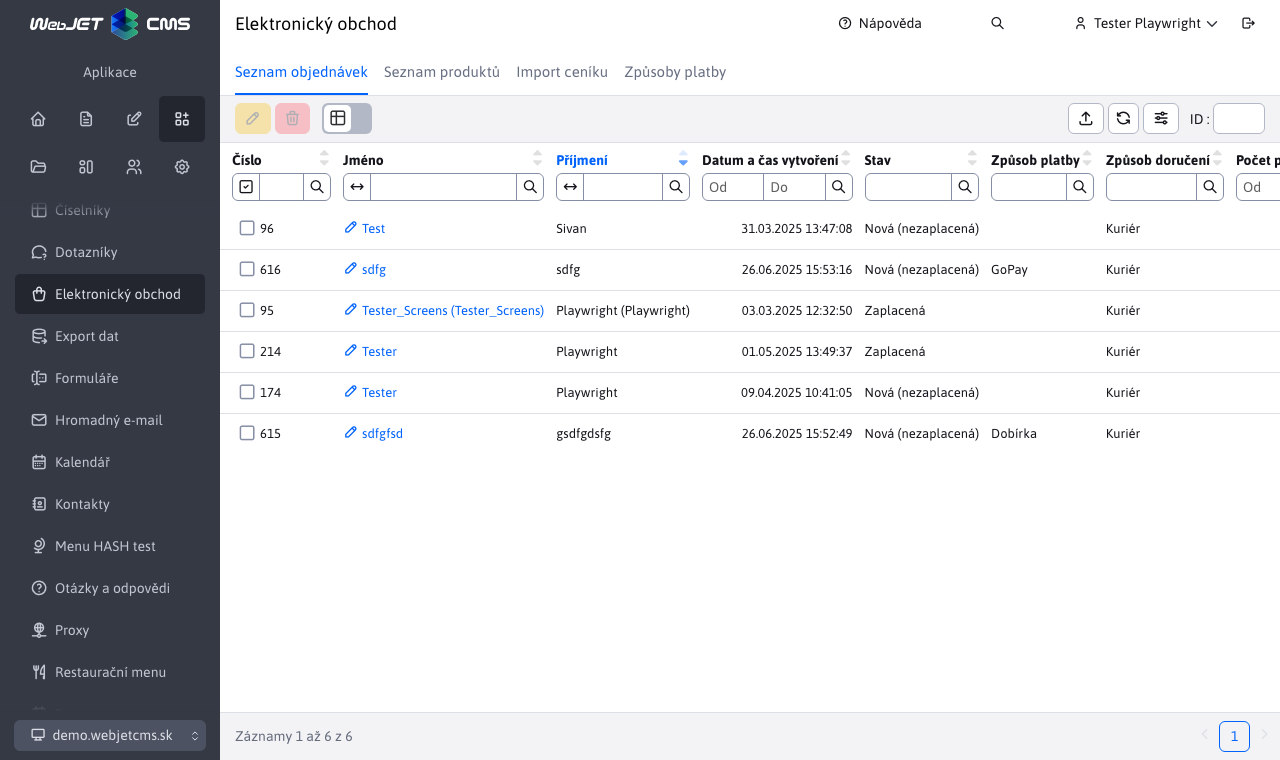 WebJET CMS
Aplikace
Číselníky
Dotazníky
Elektronický obchod
Export dat
Formuláře
Hromadný e-mail
Kalendář
Kontakty
Menu HASH test
Otázky a odpovědi
Proxy
Restaurační menu
demo.webjetcms.sk
Elektronický obchod
Nápověda
Tester Playwright
Seznam objednávek Seznam produktů Import ceníku Způsoby platby
ID :
Číslo Jméno Příjmení Datum a čas vytvoření Stav Způsob platby Způsob doručení Počet p
Od Do Od
96 Test Sivan 31.03.2025 13:47:08 Nová (nezaplacená) Kuriér
616 sdfg sdfg 26.06.2025 15:53:16 Nová (nezaplacená) GoPay Kuriér
95 Tester_Screens (Tester_Screens) Playwright (Playwright) 03.03.2025 12:32:50 Zaplacená Kuriér
214 Tester Playwright 01.05.2025 13:49:37 Zaplacená Kuriér
174 Tester Playwright 09.04.2025 10:41:05 Nová (nezaplacená) Kuriér
615 sdfgfsd gsdfgdsfg 26.06.2025 15:52:49 Nová (nezaplacená) Dobírka Kuriér
Záznamy 1 až 6 z 6
1